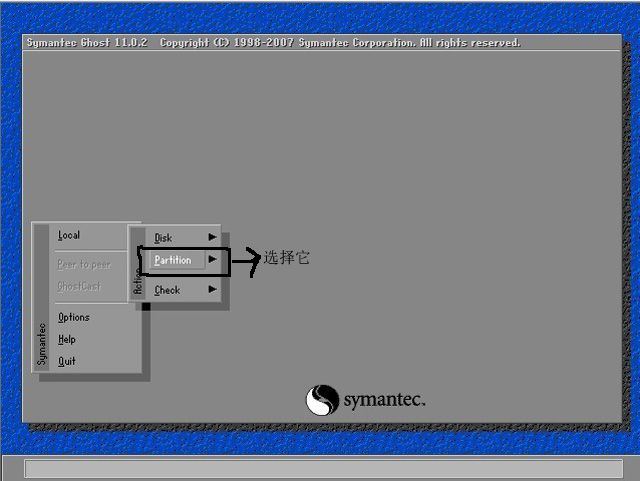 Symantec Ghost 11.0.2 Copyright (C) 1998-2007 Symantec Corporation. All rights reserved.
Local
Peer to peer
GhostCast
Options
Help
Quit
Symantec
Disk
Partition
Check
Action
选择它
symantec.